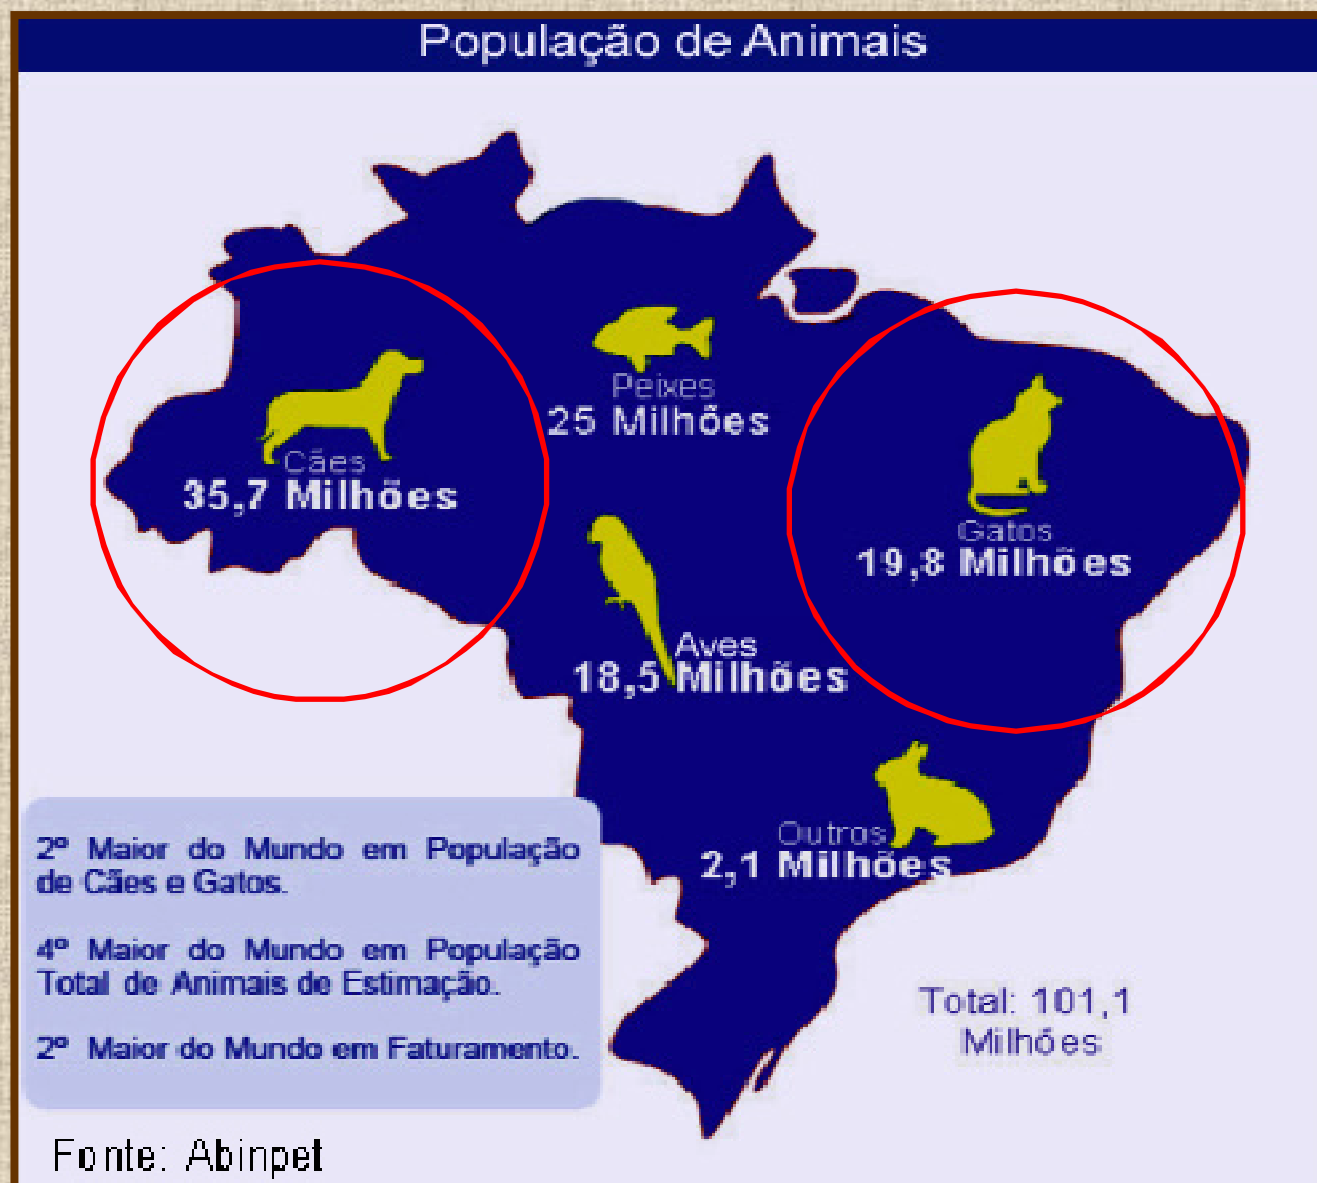 População de Animais
Peixes
25 Milhões
Cães
35,7 Milhões
Gatos
19,8 Milhões
Aves
18,5 Milhões
Outros
2,1 Milhões
2º Maior do Mundo em População
de Cães e Gatos.
4º Maior do Mundo em População
Total de Animais de Estimação.
2º Maior do Mundo em Faturamento.
Total: 101,1
Milhões
Fonte: Abinpet